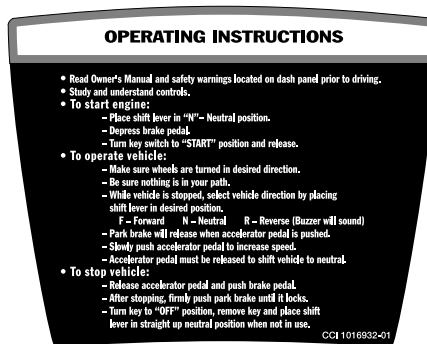 OPERATING INSTRUCTIONS
• Read Owner's Manual and safety warnings located on dash panel prior to driving.
• Study and understand controls.
• To start engine:
– Place shift lever in “N”– Neutral position.
– Depress brake pedal.
– Turn key switch to “START” position and release.
• To operate vehicle:
– Make sure wheels are turned in desired direction.
– Be sure nothing is in your path.
– While vehicle is stopped, select vehicle direction by placing
shift lever in desired position.
F – Forward N – Neutral R – Reverse (Buzzer will sound)
– Park brake will release when accelerator pedal is pushed.
– Slowly push accelerator pedal to increase speed.
– Accelerator pedal must be released to shift vehicle to neutral.
• To stop vehicle:
– Release accelerator pedal and push brake pedal.
– After stopping, firmly push park brake until it locks.
– Turn key to “OFF” position, remove key and place shift
lever in straight up neutral position when not in use.
CCI 1016932-01